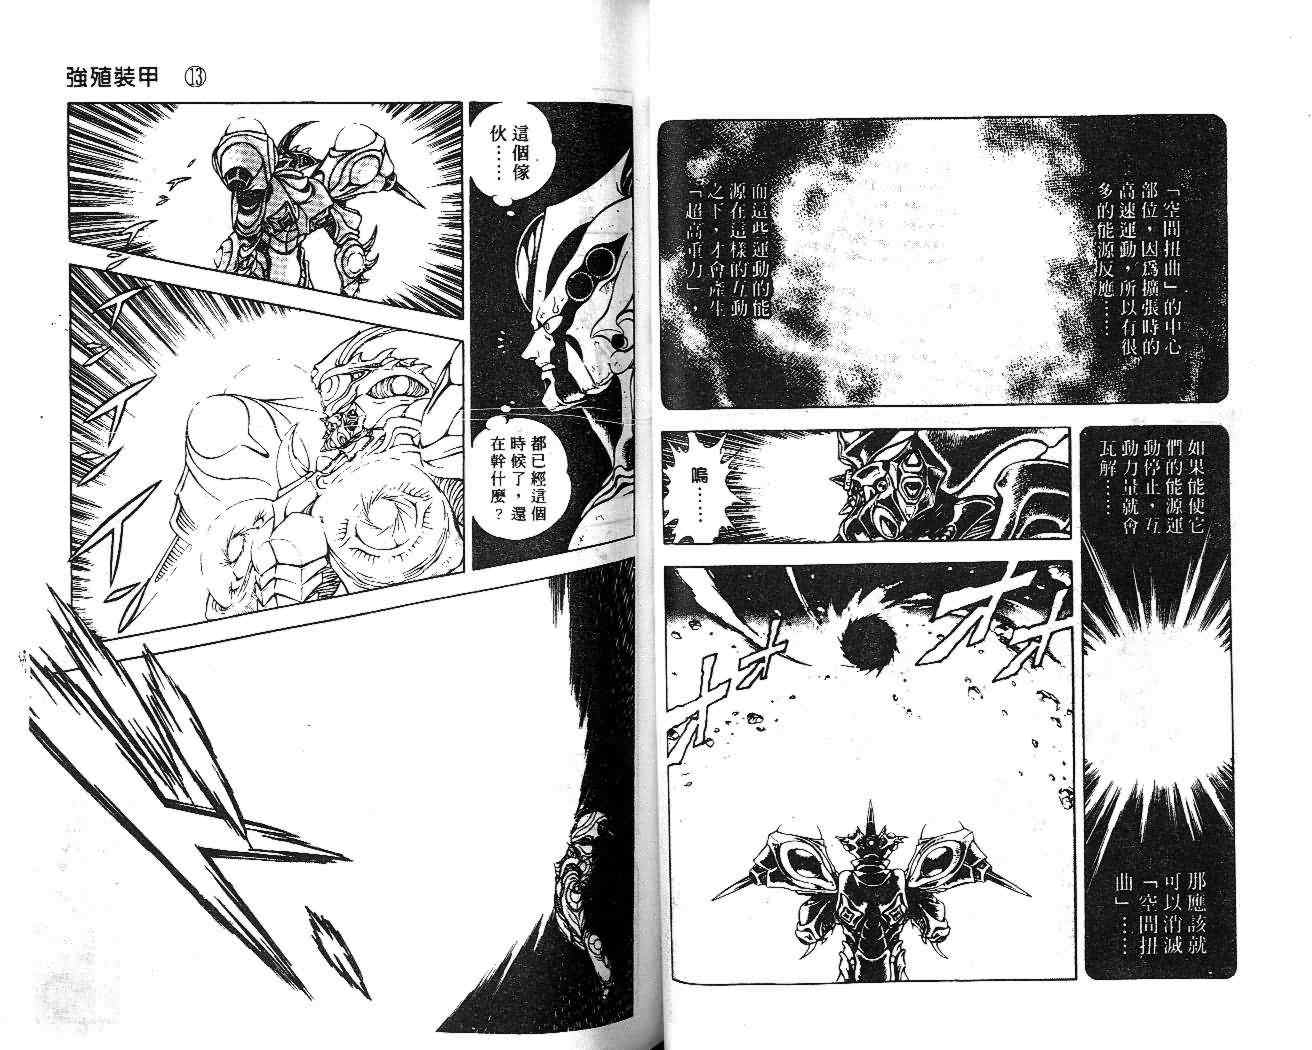 強殖裝甲 ⑬
「空間扭曲」的中心
部位，因爲擴張時的
高速運動，所以有很
多的能源反應……
而這些運動的能
源在這樣的互動
之下，才會產生
「超高重力」，
如果能使它
們的能源運
動停止，互
動力量就會
瓦解……
嗚……
オオ
オオ
那應該就
可以消滅
「空間扭
曲」……
這個傢
伙……
都已經這個
時候了，還
在幹什麼？